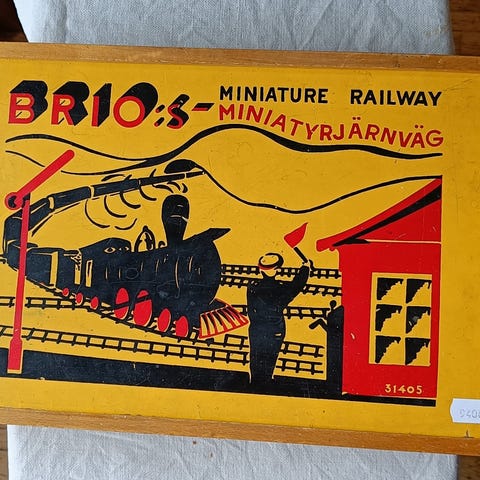 BRIO:s- MINIATURE RAILWAY
MINIATYRJÄRNVÄG
31405